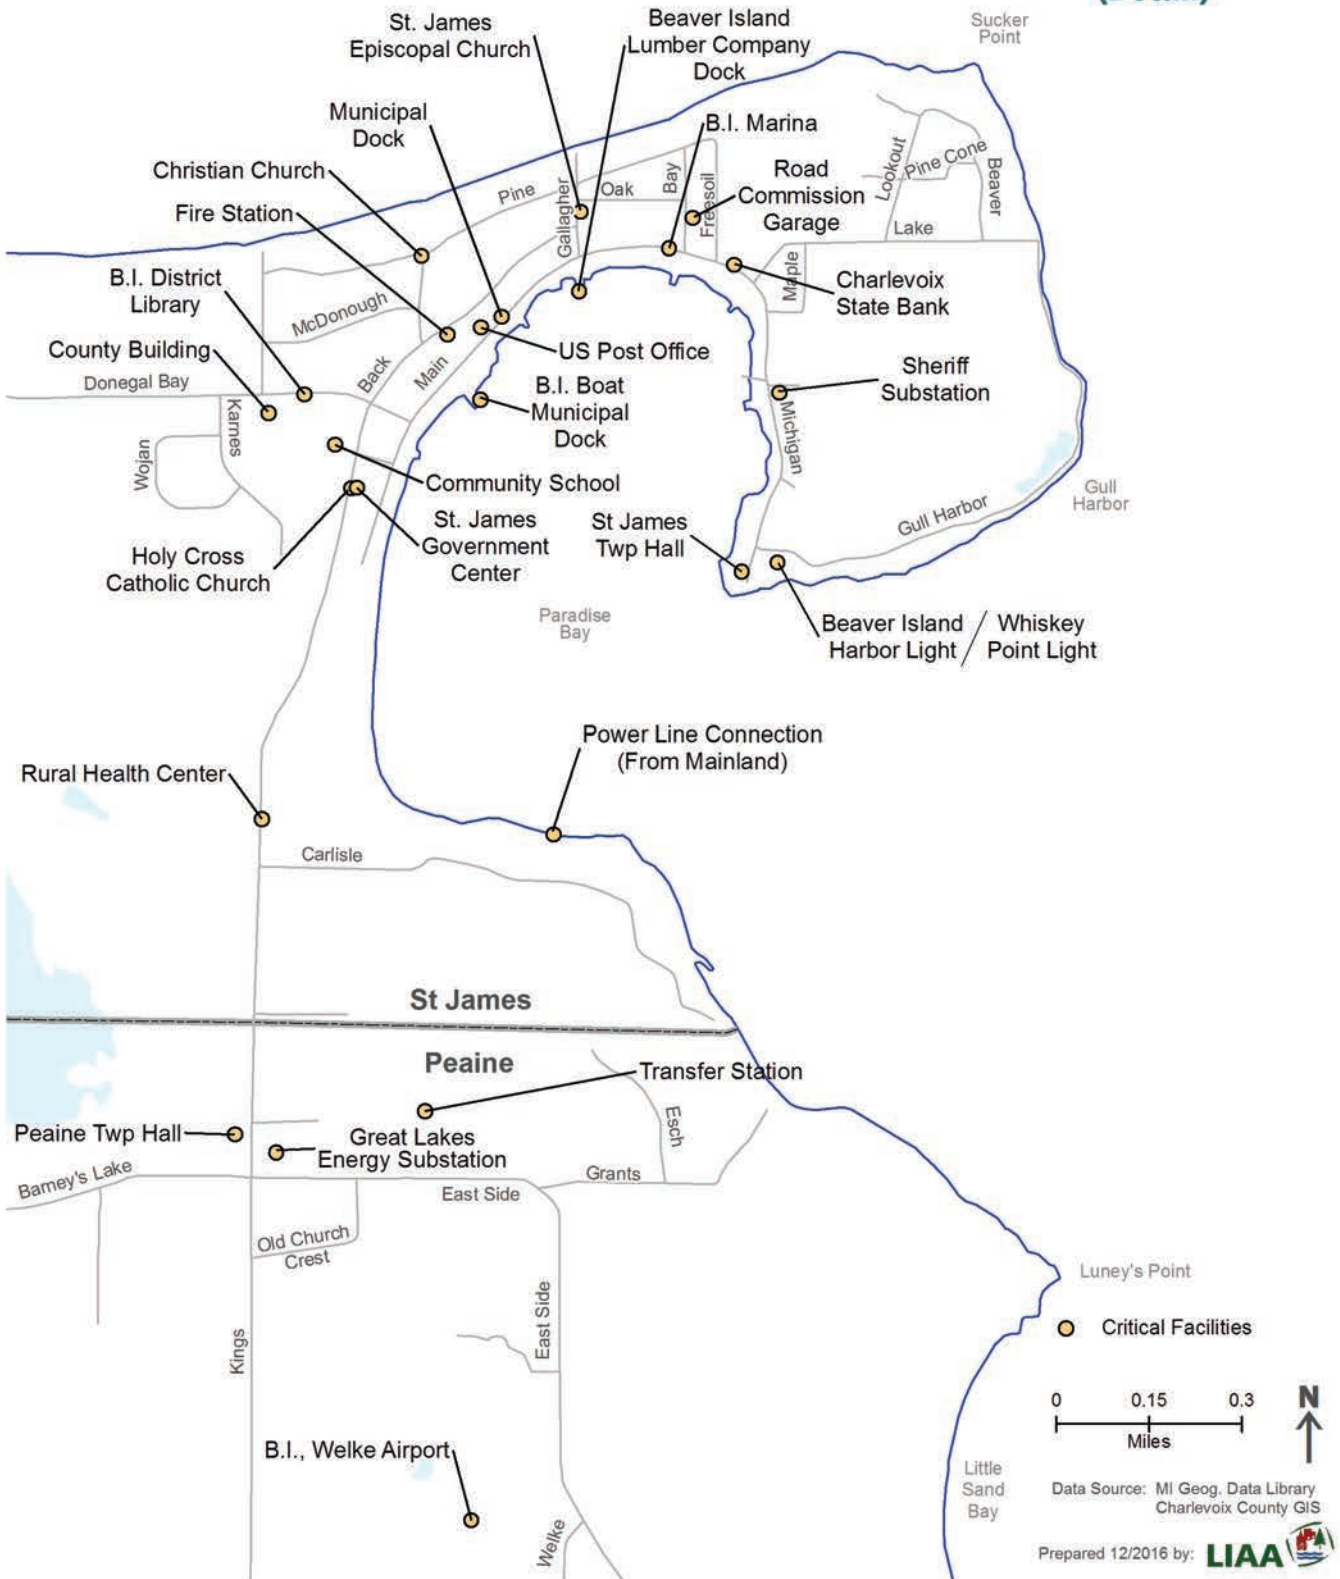 Sucker
Point
St. James
Episcopal Church
Beaver Island
Lumber Company
Dock
Municipal
Dock
B.I. Marina
Christian Church
Fire Station
Road
Commission
Garage
Pine
Gallagher
Oak
Bay
Freesoil
Lookout
Pine Cone
Beaver
Lake
Maple
B.I. District
Library
McDonough
Charlevoix
State Bank
County Building
US Post Office
Donegal Bay
Back
Main
B.I. Boat
Municipal
Dock
Sheriff
Substation
Karnes
Wojan
Michigan
Community School
Gull
Harbor
Gull Harbor
St. James
Government
Center
St James
Twp Hall
Holy Cross
Catholic Church
Paradise
Bay
Beaver Island
Harbor Light
Whiskey
Point Light
Power Line Connection
(From Mainland)
Rural Health Center
Carlisle
St James
Peaine
Transfer Station
Esch
Peaine Twp Hall
Great Lakes
Energy Substation
Barney's Lake
Grants
East Side
Old Church
Crest
Luney's Point
Kings
East Side
Critical Facilities
0 0.15 0.3
Miles
N
B.I., Welke Airport
Little
Sand
Bay
Welke
Data Source: MI Geog. Data Library
Charlevoix County GIS
Prepared 12/2016 by: LIAA